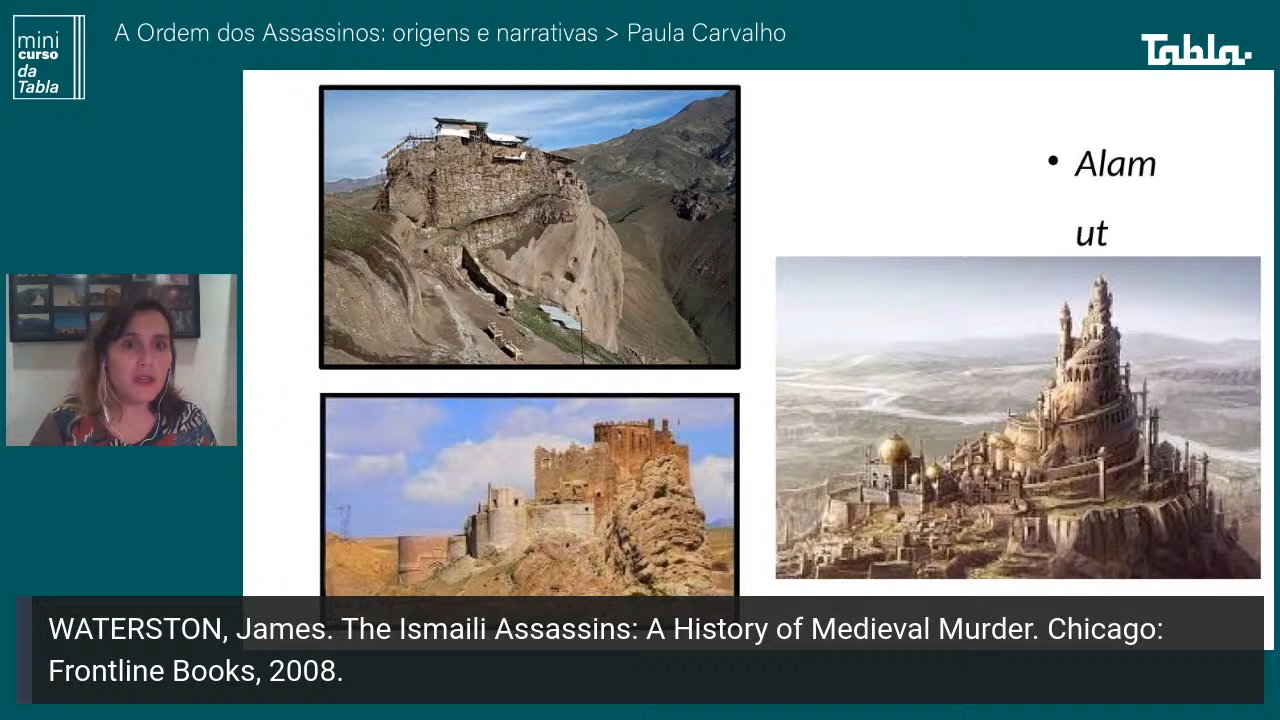 mini
curso
da
Tabla
A Ordem dos Assassinos: origens e narrativas > Paula Carvalho
Tabla.
• Alam
ut
WATERSTON, James. The Ismaili Assassins: A History of Medieval Murder. Chicago:
Frontline Books, 2008.